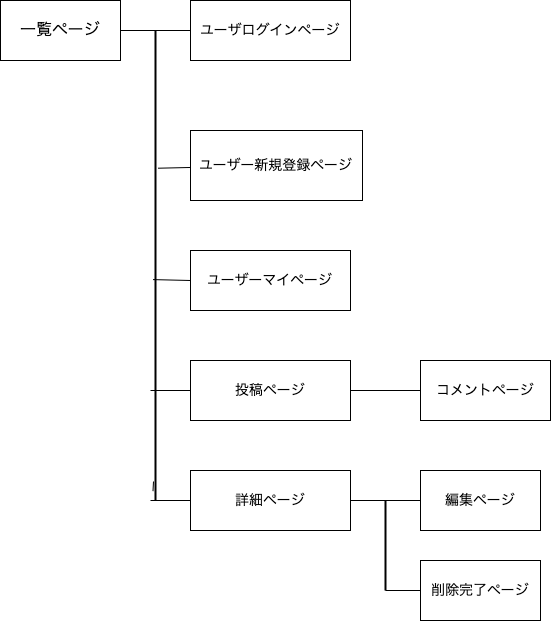 一覧ページ
ユーザログインページ
ユーザー新規登録ページ
ユーザーマイページ
投稿ページ
コメントページ
詳細ページ
編集ページ
削除完了ページ